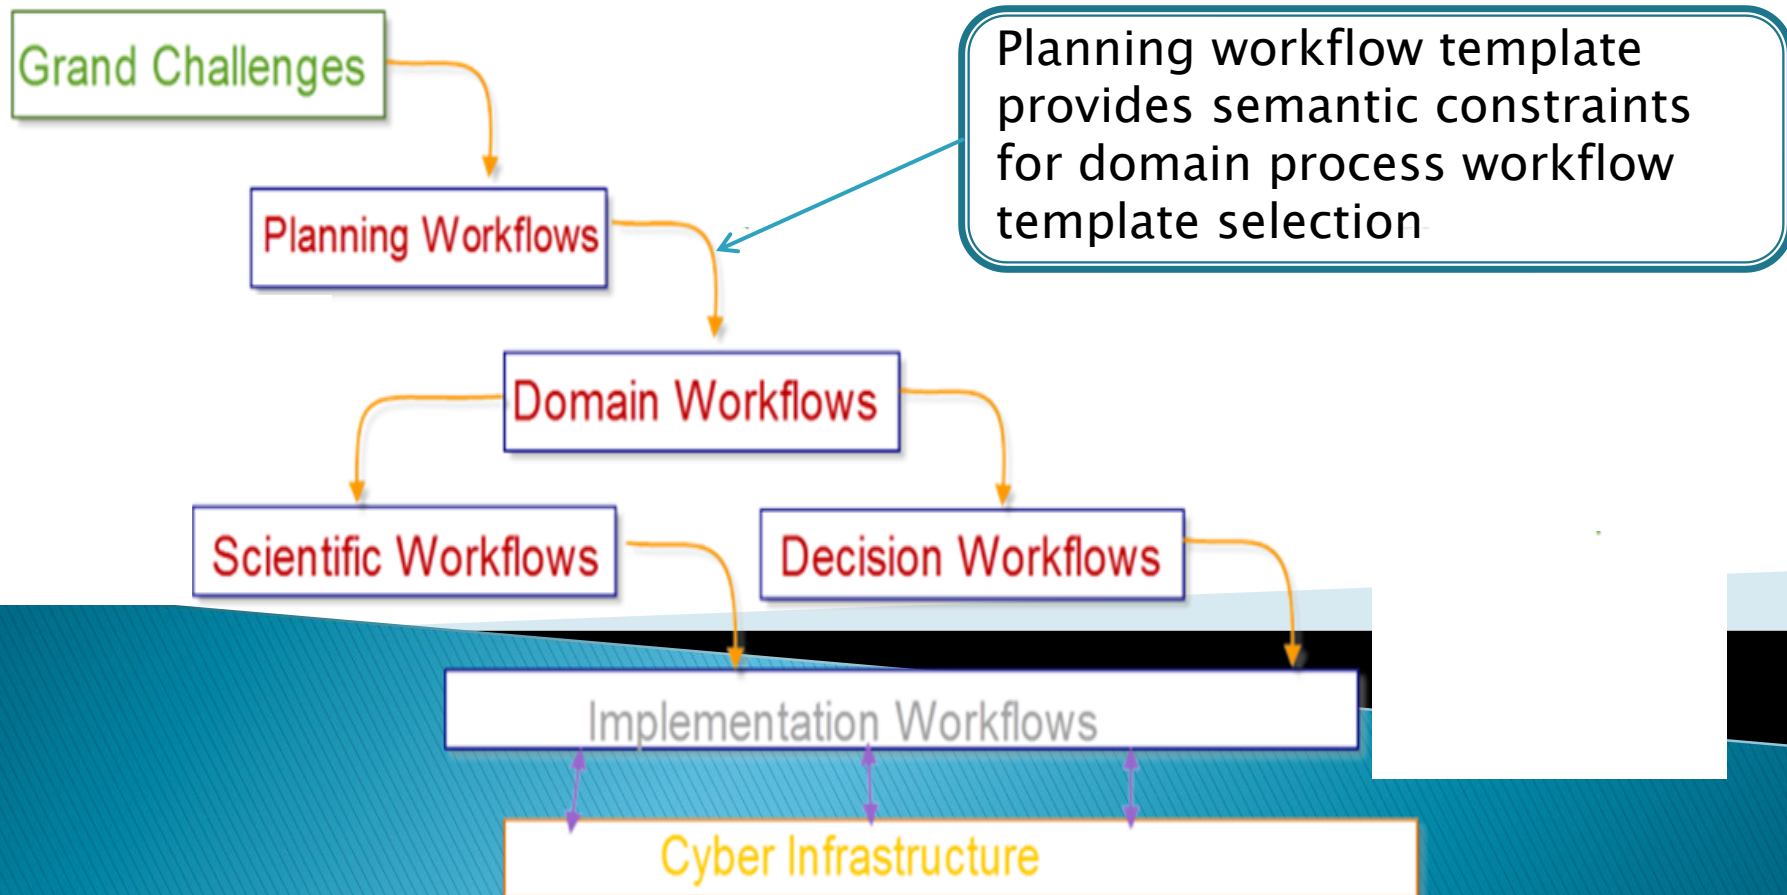 Grand Challenges
Planning workflow template
provides semantic constraints
for domain process workflow
template selection
Planning Workflows
Domain Workflows
Scientific Workflows
Decision Workflows
Implementation Workflows
Cyber Infrastructure